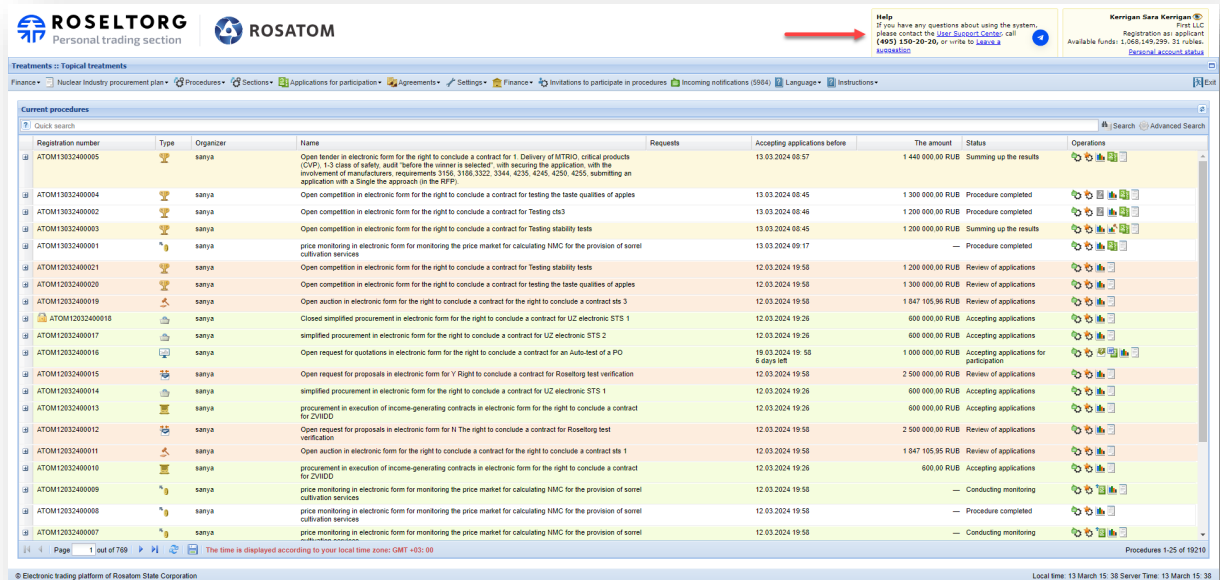 ROSELTORG
Personal trading section
ROSATOM
Help
If you have any questions about using the system,
please contact the User Support Center, call
(495) 150-20-20, or write to Leave a
suggestion
Kerrigan Sara Kerrigan
First LLC
Registration as: applicant
Available funds: 1,068,149,299, 31 rubles.
Personal account status
Treatments :: Topical treatments
Finance Nuclear Industry procurement plan Procedures Sections Applications for participation Agreements Settings Finance Invitations to participate in procedures Incoming notifications (5984) Language Instructions Exit
Current procedures
Quick search Search Advanced Search
Registration number Type Organizer Name Requests Accepting applications before The amount Status Operations
ATOM13032400005 sanya Open tender in electronic form for the right to conclude a contract for 1. Delivery of MTRIO, critical products 13.03.2024 08:57 1 440 000,00 RUB Summing up the results
(CVP), 1-3 class of safety, audit "before the winner is selected", with securing the application, with the
involvement of manufacturers, requirements 3156, 3186,3322, 3344, 4235, 4245, 4250, 4255, submitting an
application with a Single the approach (in the RFP).
ATOM13032400004 sanya Open competition in electronic form for the right to conclude a contract for testing the taste qualities of apples 13.03.2024 08:45 1 300 000,00 RUB Procedure completed
ATOM13032400002 sanya Open competition in electronic form for the right to conclude a contract for Testing cts3 13.03.2024 08:46 1 200 000,00 RUB Procedure completed
ATOM13032400003 sanya Open competition in electronic form for the right to conclude a contract for Testing stability tests 13.03.2024 08:45 1 200 000,00 RUB Summing up the results
ATOM13032400001 sanya price monitoring in electronic form for monitoring the price market for calculating NMC for the provision of sorrel 13.03.2024 09:17 — Procedure completed
cultivation services
ATOM12032400021 sanya Open competition in electronic form for the right to conclude a contract for Testing stability tests 12.03.2024 19:58 1 200 000,00 RUB Review of applications
ATOM12032400020 sanya Open competition in electronic form for the right to conclude a contract for testing the taste qualities of apples 12.03.2024 19:58 1 300 000,00 RUB Review of applications
ATOM12032400019 sanya Open auction in electronic form for the right to conclude a contract for the right to conclude a contract sts 3 12.03.2024 19:58 1 847 105,96 RUB Review of applications
ATOM12032400018 sanya Closed simplified procurement in electronic form for the right to conclude a contract for UZ electronic STS 1 12.03.2024 19:26 600 000,00 RUB Accepting applications
ATOM12032400017 sanya simplified procurement in electronic form for the right to conclude a contract for UZ electronic STS 2 12.03.2024 19:26 600 000,00 RUB Accepting applications
ATOM12032400016 sanya Open request for quotations in electronic form for the right to conclude a contract for an Auto-test of a PO 19.03.2024 19: 58 1 000 000,00 RUB Accepting applications for
6 days left participation
ATOM12032400015 sanya Open request for proposals in electronic form for Y Right to conclude a contract for Roseltorg test verification 12.03.2024 19:58 2 500 000,00 RUB Review of applications
ATOM12032400014 sanya simplified procurement in electronic form for the right to conclude a contract for UZ electronic STS 1 12.03.2024 19:26 600 000,00 RUB Accepting applications
ATOM12032400013 sanya procurement in execution of income-generating contracts in electronic form for the right to conclude a contract 12.03.2024 19:26 600 000,00 RUB Accepting applications
for ZVIIDD
ATOM12032400012 sanya Open request for proposals in electronic form for N The right to conclude a contract for Roseltorg test 12.03.2024 19:58 2 500 000,00 RUB Review of applications
verification
ATOM12032400011 sanya Open auction in electronic form for the right to conclude a contract for the right to conclude a contract sts 1 12.03.2024 19:58 1 847 105,95 RUB Review of applications
ATOM12032400010 sanya procurement in execution of income-generating contracts in electronic form for the right to conclude a contract 12.03.2024 19:26 600,00 RUB Accepting applications
for ZVIIDD
ATOM12032400009 sanya price monitoring in electronic form for monitoring the price market for calculating NMC for the provision of sorrel 12.03.2024 19:58 — Conducting monitoring
cultivation services
ATOM12032400008 sanya price monitoring in electronic form for monitoring the price market for calculating NMC for the provision of sorrel 12.03.2024 19:58 — Procedure completed
cultivation services
ATOM12032400007 sanya price monitoring in electronic form for monitoring the price market for calculating NMC for the provision of sorrel 12.03.2024 19:58 — Conducting monitoring
Page 1 out of 769 The time is displayed according to your local time zone: GMT +03: 00 Procedures 1-25 of 19210
© Electronic trading platform of Rosatom State Corporation Local time: 13 March 15: 38 Server Time: 13 March 15: 38